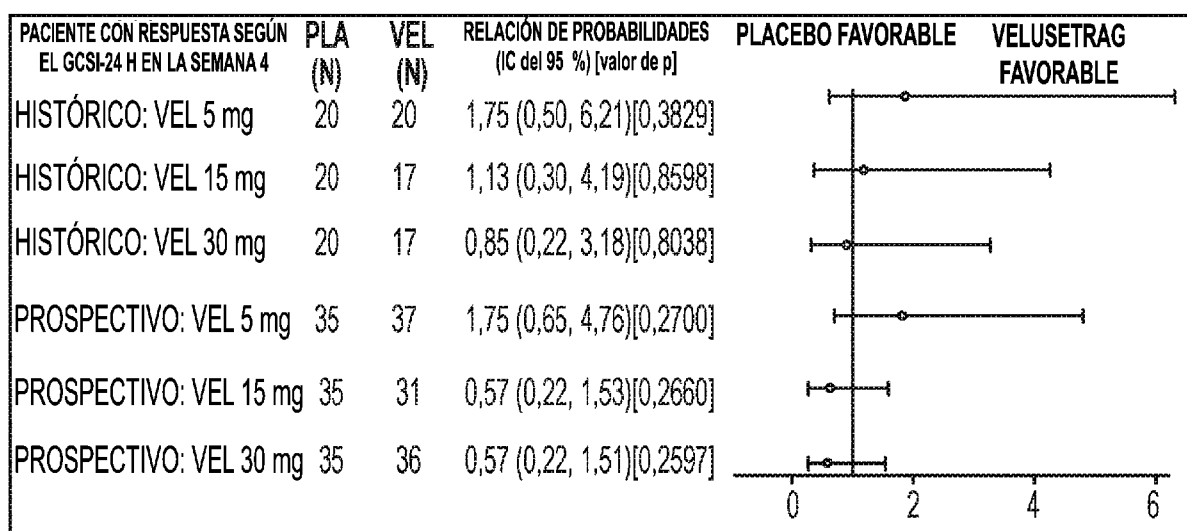 PACIENTE CON RESPUESTA SEGÚN EL GCSI-24 H EN LA SEMANA 4 PLA (N) VEL (N) RELACIÓN DE PROBABILIDADES (IC del 95 %) [valor de p] PLACEBO FAVORABLE VELUSETRAG FAVORABLE
HISTÓRICO: VEL 5 mg 20 20 1,75 (0,50, 6,21)[0,3829]
HISTÓRICO: VEL 15 mg 20 17 1,13 (0,30, 4,19)[0,8598]
HISTÓRICO: VEL 30 mg 20 17 0,85 (0,22, 3,18)[0,8038]
PROSPECTIVO: VEL 5 mg 35 37 1,75 (0,65, 4,76)[0,2700]
PROSPECTIVO: VEL 15 mg 35 31 0,57 (0,22, 1,53)[0,2660]
PROSPECTIVO: VEL 30 mg 35 36 0,57 (0,22, 1,51)[0,2597]
0 2 4 6